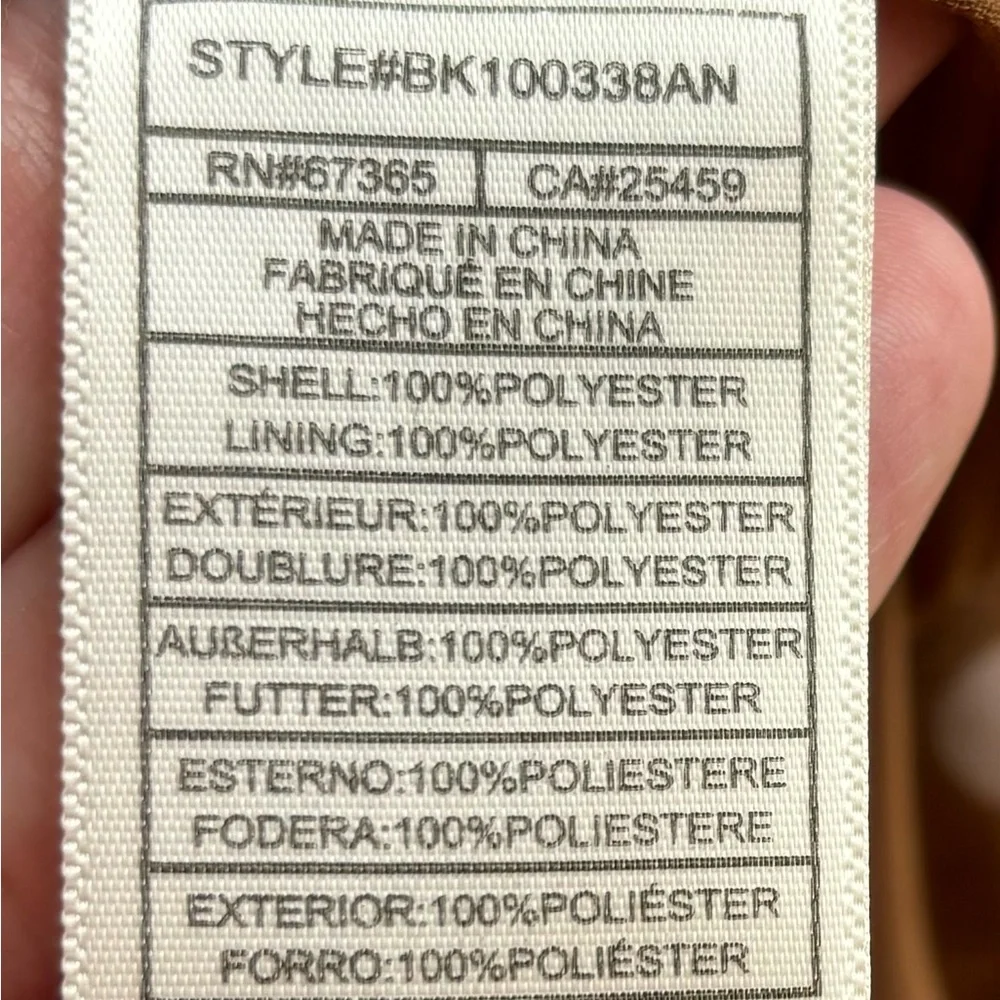 STYLE#BK100338AN
RN#67365 CA#25459
MADE IN CHINA
FABRIQUÉ EN CHINE
HECHO EN CHINA
SHELL:100%POLYESTER
LINING:100%POLYESTER
EXTÉRIEUR:100%POLYESTER
DOUBLURE:100%POLYESTER
AUßERHALB:100%POLYESTER
FUTTER:100%POLYESTER
ESTERNO:100%POLIESTERE
FODERA:100%POLIESTERE
EXTERIOR:100%POLIÉSTER
FORRO:100%POLIÉSTER